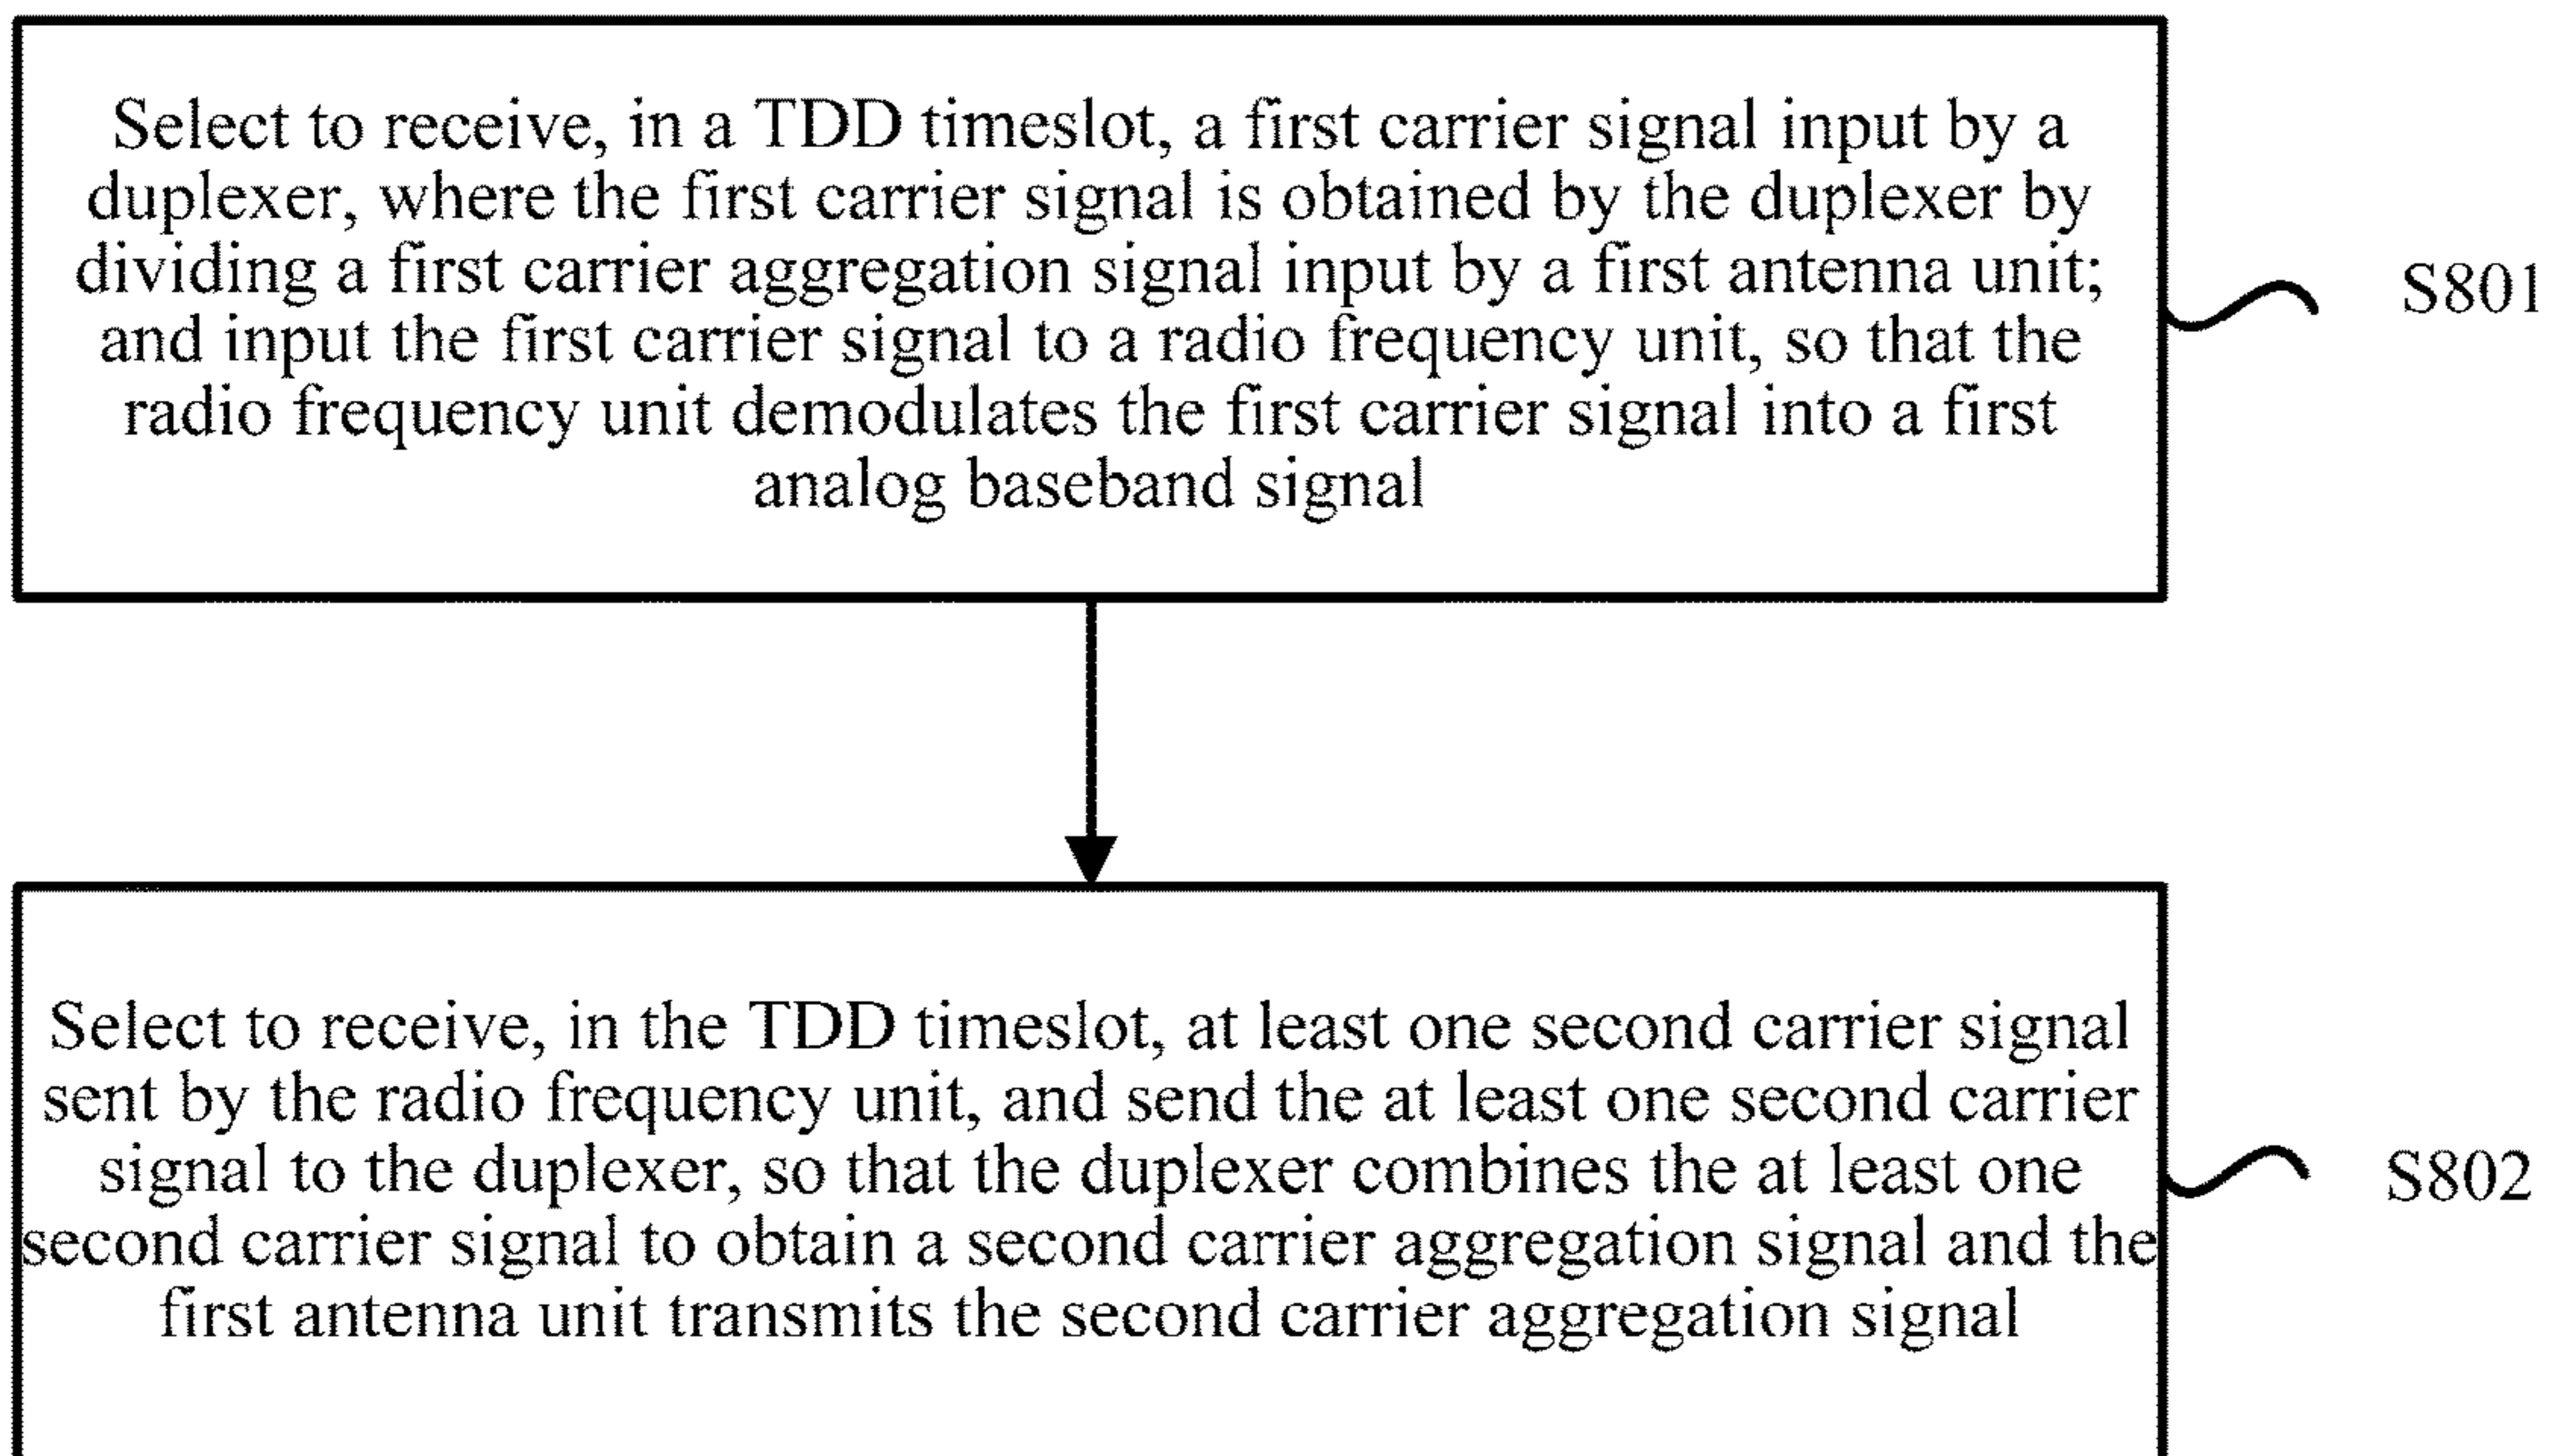 Select to receive, in a TDD timeslot, a first carrier signal input by a
duplexer, where the first carrier signal is obtained by the duplexer by
dividing a first carrier aggregation signal input by a first antenna unit;
and input the first carrier signal to a radio frequency unit, so that the
radio frequency unit demodulates the first carrier signal into a first
analog baseband signal
S801
Select to receive, in the TDD timeslot, at least one second carrier signal
sent by the radio frequency unit, and send the at least one second carrier
signal to the duplexer, so that the duplexer combines the at least one
second carrier signal to obtain a second carrier aggregation signal and the
first antenna unit transmits the second carrier aggregation signal
S802